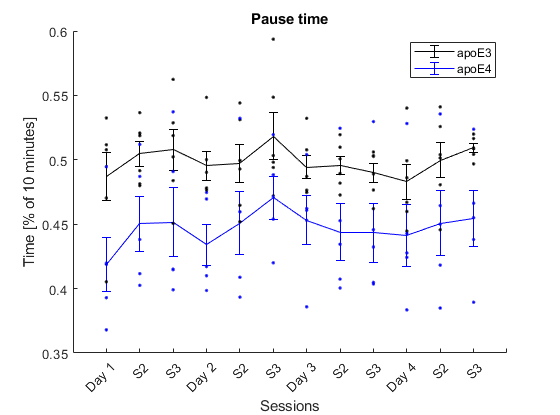 Pause time
apoE3
apoE4
Time [% of 10 minutes]
0.6
0.55
0.5
0.45
0.4
0.35
Day 1 S2 S3 Day 2 S2 S3 Day 3 S2 S3 Day 4 S2 S3
Sessions